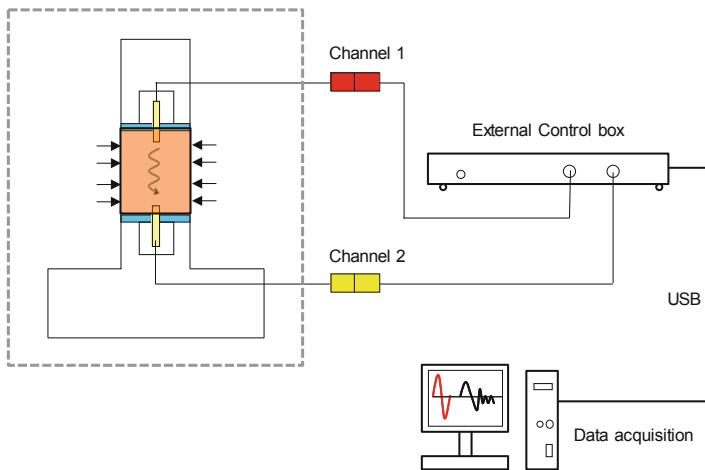 Channel 1
External Control box
Channel 2
USB
Data acquisition